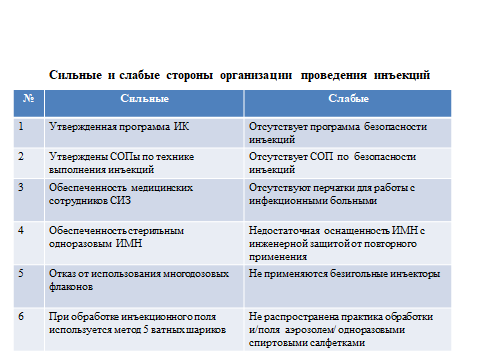 Сильные и слабые стороны организации проведения инъекций
№ Сильные Слабые
1 Утвержденная программа ИК Отсутствует программа безопасности
инъекций
2 Утверждены СОПы по технике Отсутствует СОП по безопасности
выполнения инъекций инъекций
3 Обеспеченность медицинских Отсутствуют перчатки для работы с
сотрудников СИЗ инфекционными больными
4 Обеспеченность стерильным Недостаточная оснащенность ИМН с
одноразовым ИМН инженерной защитой от повторного
применения
5 Отказ от использования многодозовых Не применяются безигольные инъекторы
флаконов
6 При обработке инъекционного поля Не распространена практика обработки
используется метод 5 ватных шариков и/поля аэрозолем/ одноразовыми
спиртовыми салфетками